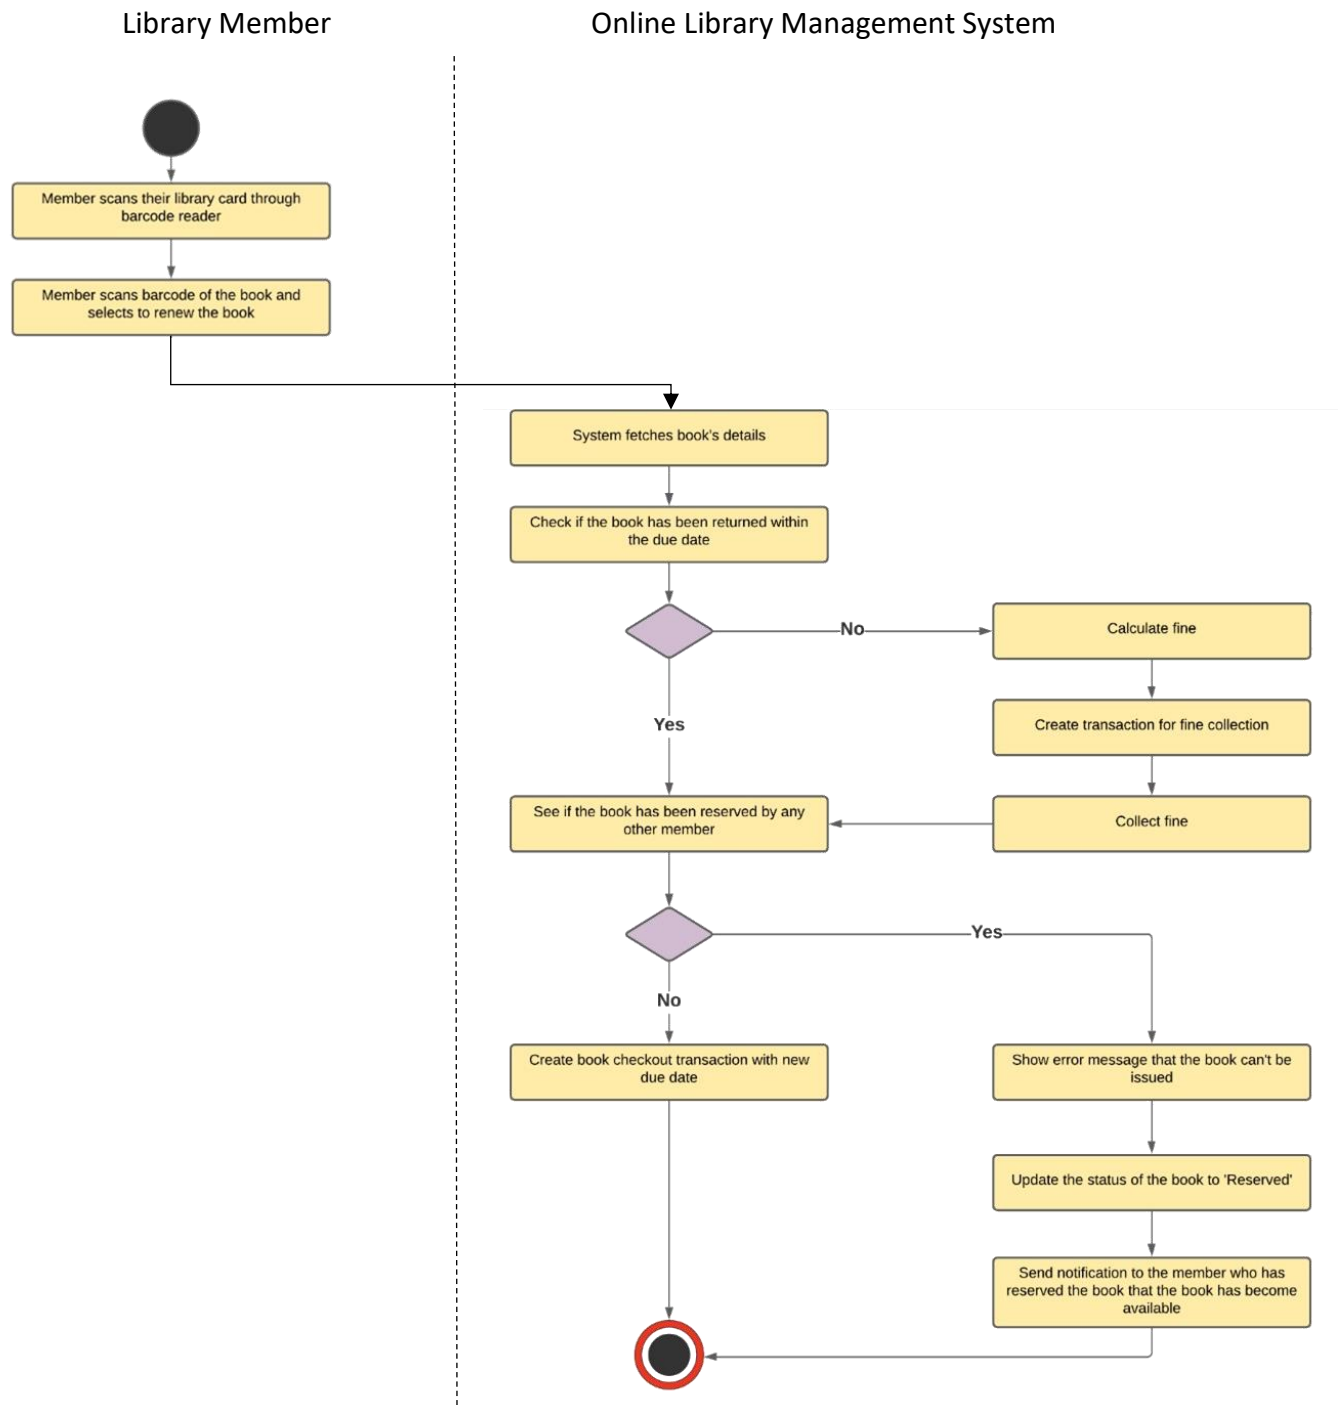 Library Member
Online Library Management System
Member scans their library card through
barcode reader
Member scans barcode of the book and
selects to renew the book
System fetches book's details
Check if the book has been returned within
the due date
No
Calculate fine
Yes
Create transaction for fine collection
See if the book has been reserved by any
other member
Collect fine
Yes
No
Create book checkout transaction with new
due date
Show error message that the book can't be
issued
Update the status of the book to 'Reserved'
Send notification to the member who has
reserved the book that the book has become
available